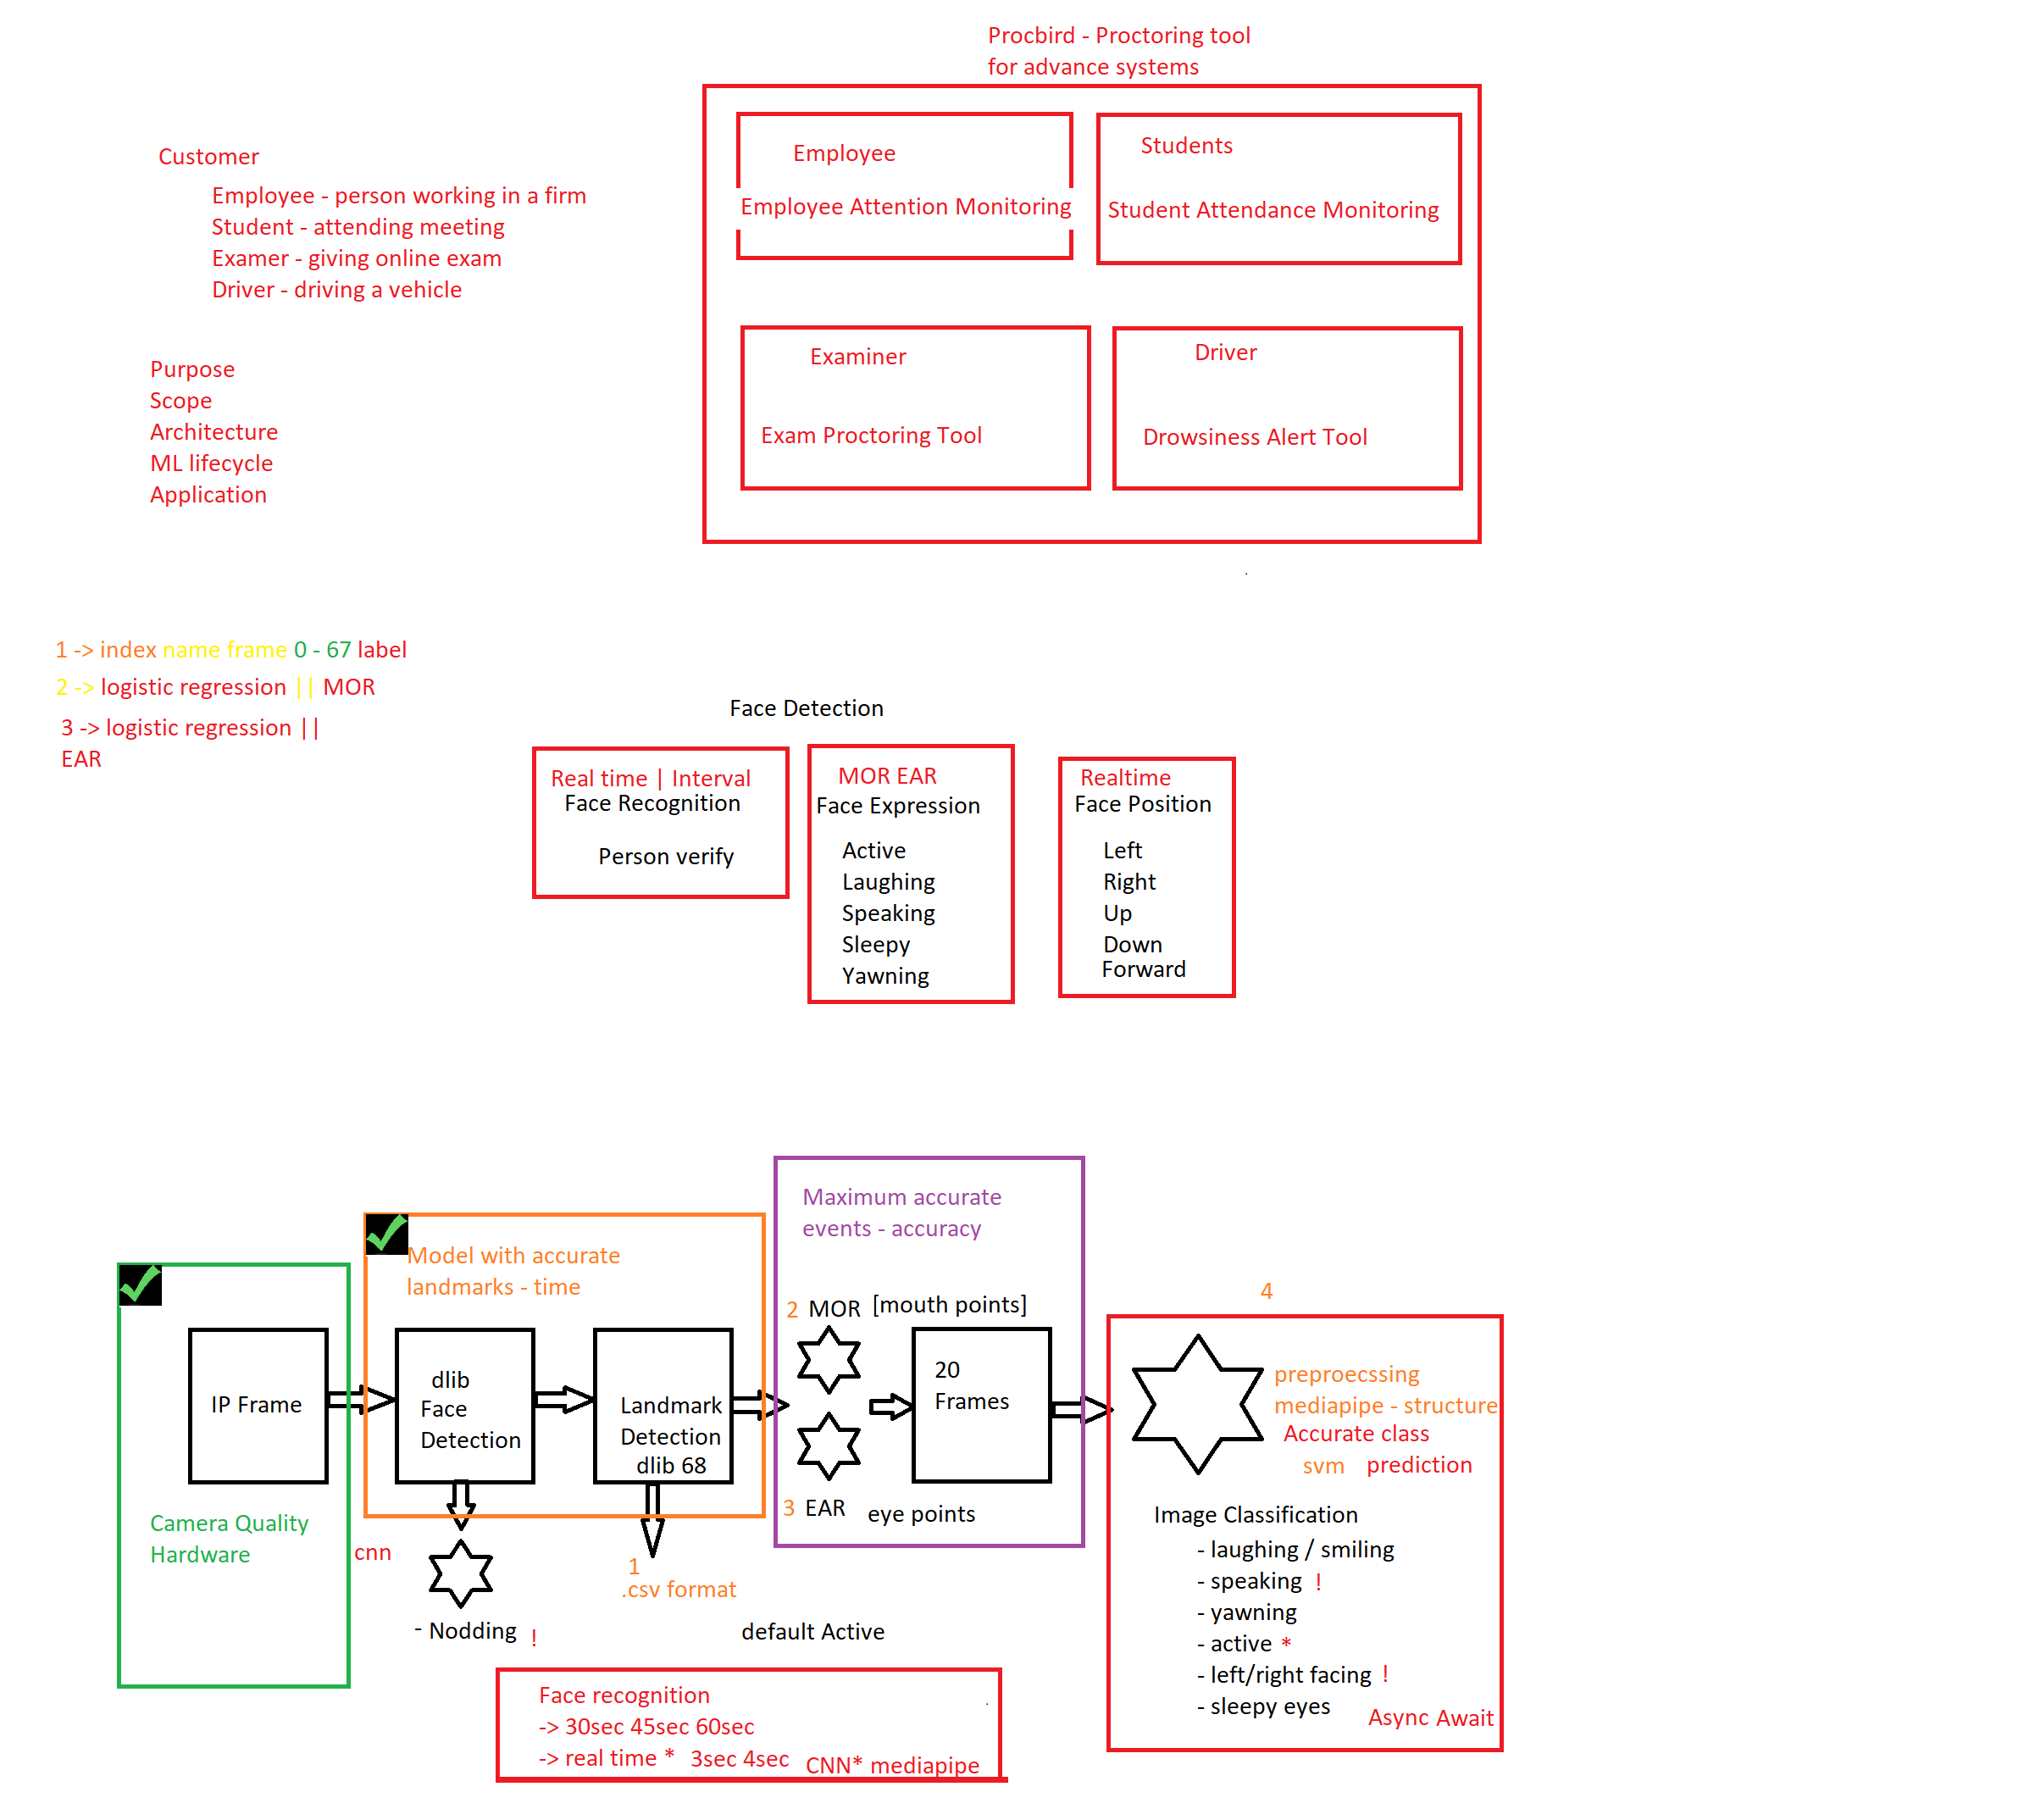 Procbird - Proctoring tool
for advance systems
Customer
Employee - person working in a firm
Student - attending meeting
Examer - giving online exam
Driver - driving a vehicle
Purpose
Scope
Architecture
ML lifecycle
Application
Employee
Employee Attention Monitoring
Students
Student Attendance Monitoring
Examiner
Exam Proctoring Tool
Driver
Drowsiness Alert Tool
1 -> index name frame 0 - 67 label
2 -> logistic regression || MOR
3 -> logistic regression ||
EAR
Face Detection
Real time | Interval
Face Recognition
Person verify
MOR EAR
Face Expression
Active
Laughing
Speaking
Sleepy
Yawning
Realtime
Face Position
Left
Right
Up
Down
Forward
IP Frame
Camera Quality
Hardware
Model with accurate
landmarks - time
dlib
Face
Detection
Landmark
Detection
dlib 68
cnn
- Nodding !
1
.csv format
Maximum accurate
events - accuracy
2 MOR [mouth points]
3 EAR eye points
20
Frames
default Active
Face recognition
-> 30sec 45sec 60sec
-> real time * 3sec 4sec CNN* mediapipe
4
preproecssing
mediapipe - structure
Accurate class
svm prediction
Image Classification
- laughing / smiling
- speaking !
- yawning
- active *
- left/right facing !
- sleepy eyes
Async Await